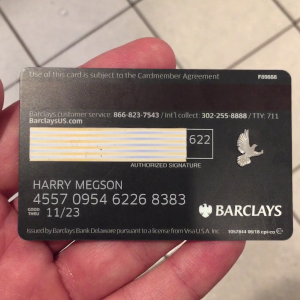 Use of this card is subject to the Cardmember Agreement
Barclays customer service: 866-823-7543 / Int'l collect: 302-255-8888 / TTY: 711
BarclaysUS.com
622
AUTHORIZED SIGNATURE
HARRY MEGSON
4557 0954 6226 8383
GOOD THRU 11/23
BARCLAYS
Issued by Barclays Bank Delaware pursuant to a license from Visa U.S.A. Inc